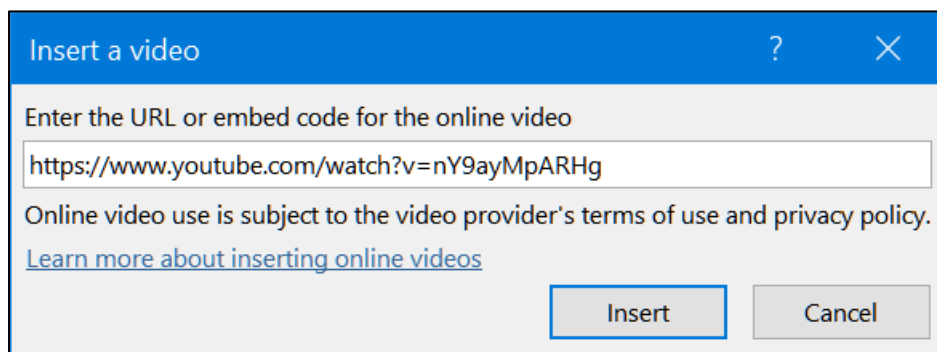 Insert a video ?
Enter the URL or embed code for the online video
https://www.youtube.com/watch?v=nY9ayMpARHg
Online video use is subject to the video provider's terms of use and privacy policy.
Learn more about inserting online videos
Insert Cancel